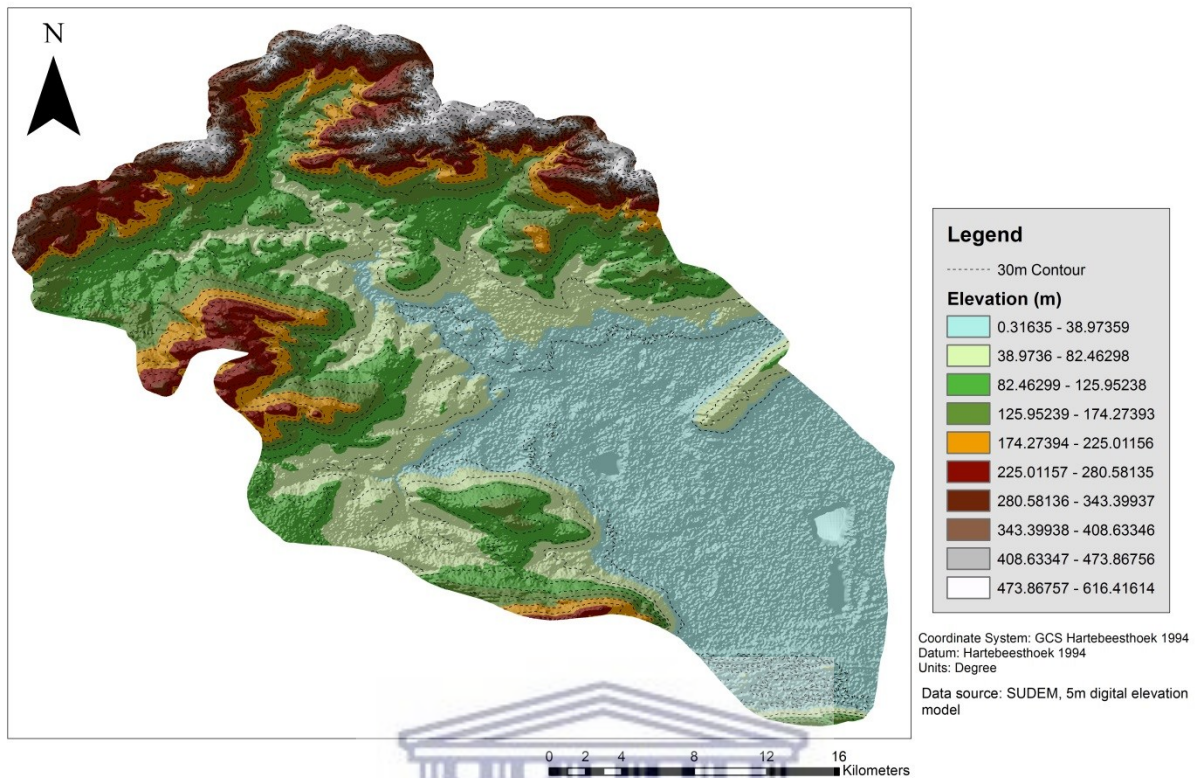 N
Legend
30m Contour
Elevation (m)
0.31635 - 38.97359
38.9736 - 82.46298
82.46299 - 125.95238
125.95239 - 174.27393
174.27394 - 225.01156
225.01157 - 280.58135
280.58136 - 343.39937
343.39938 - 408.63346
408.63347 - 473.86756
473.86757 - 616.41614
Coordinate System: GCS Hartebeesthoek 1994
Datum: Hartebeesthoek 1994
Units: Degree
Data source: SUDEM, 5m digital elevation
model
0 2 4 8 12 16
Kilometers